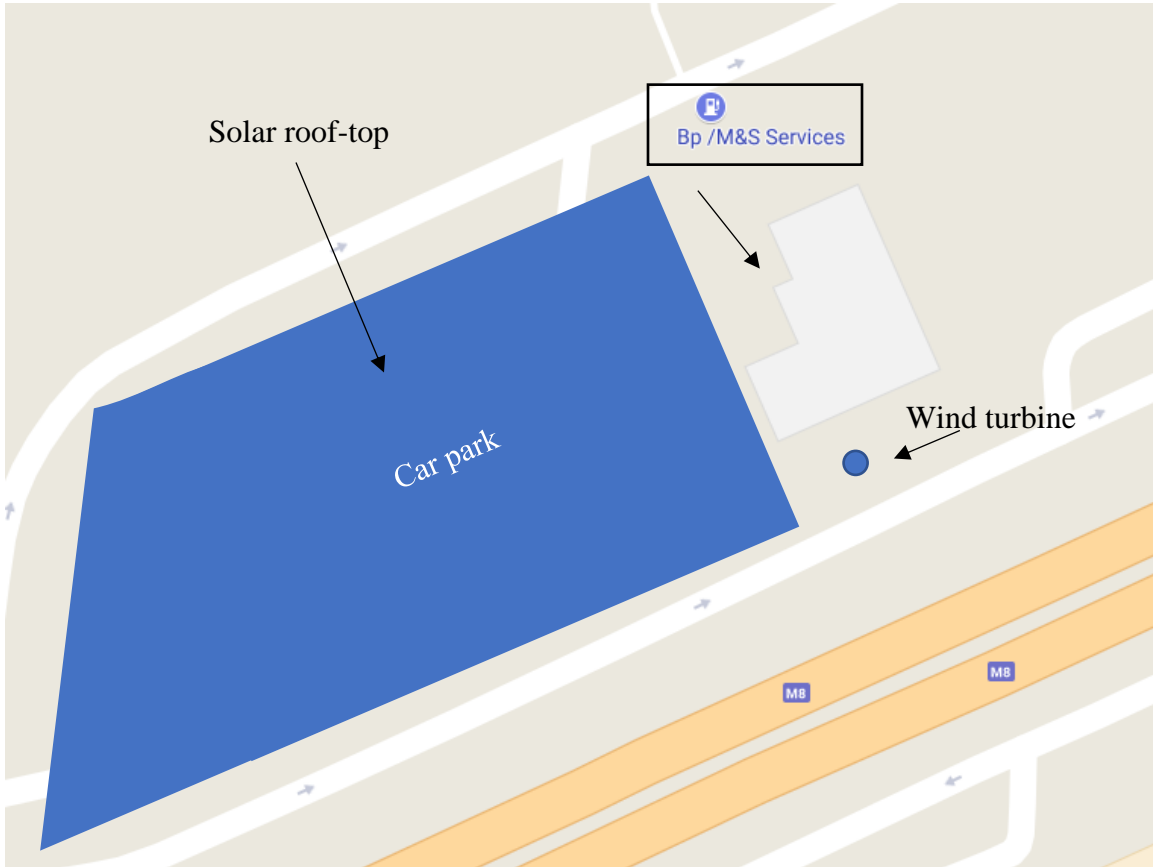 Solar roof-top
Bp /M&S Services
Wind turbine
Car park
M8
M8